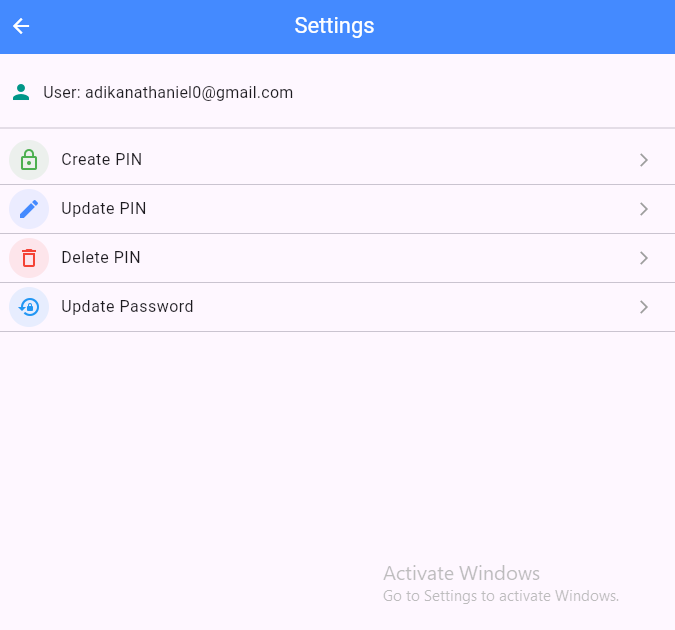 Settings
User: adikanathaniel0@gmail.com
Create PIN
Update PIN
Delete PIN
Update Password
Activate Windows
Go to Settings to activate Windows.